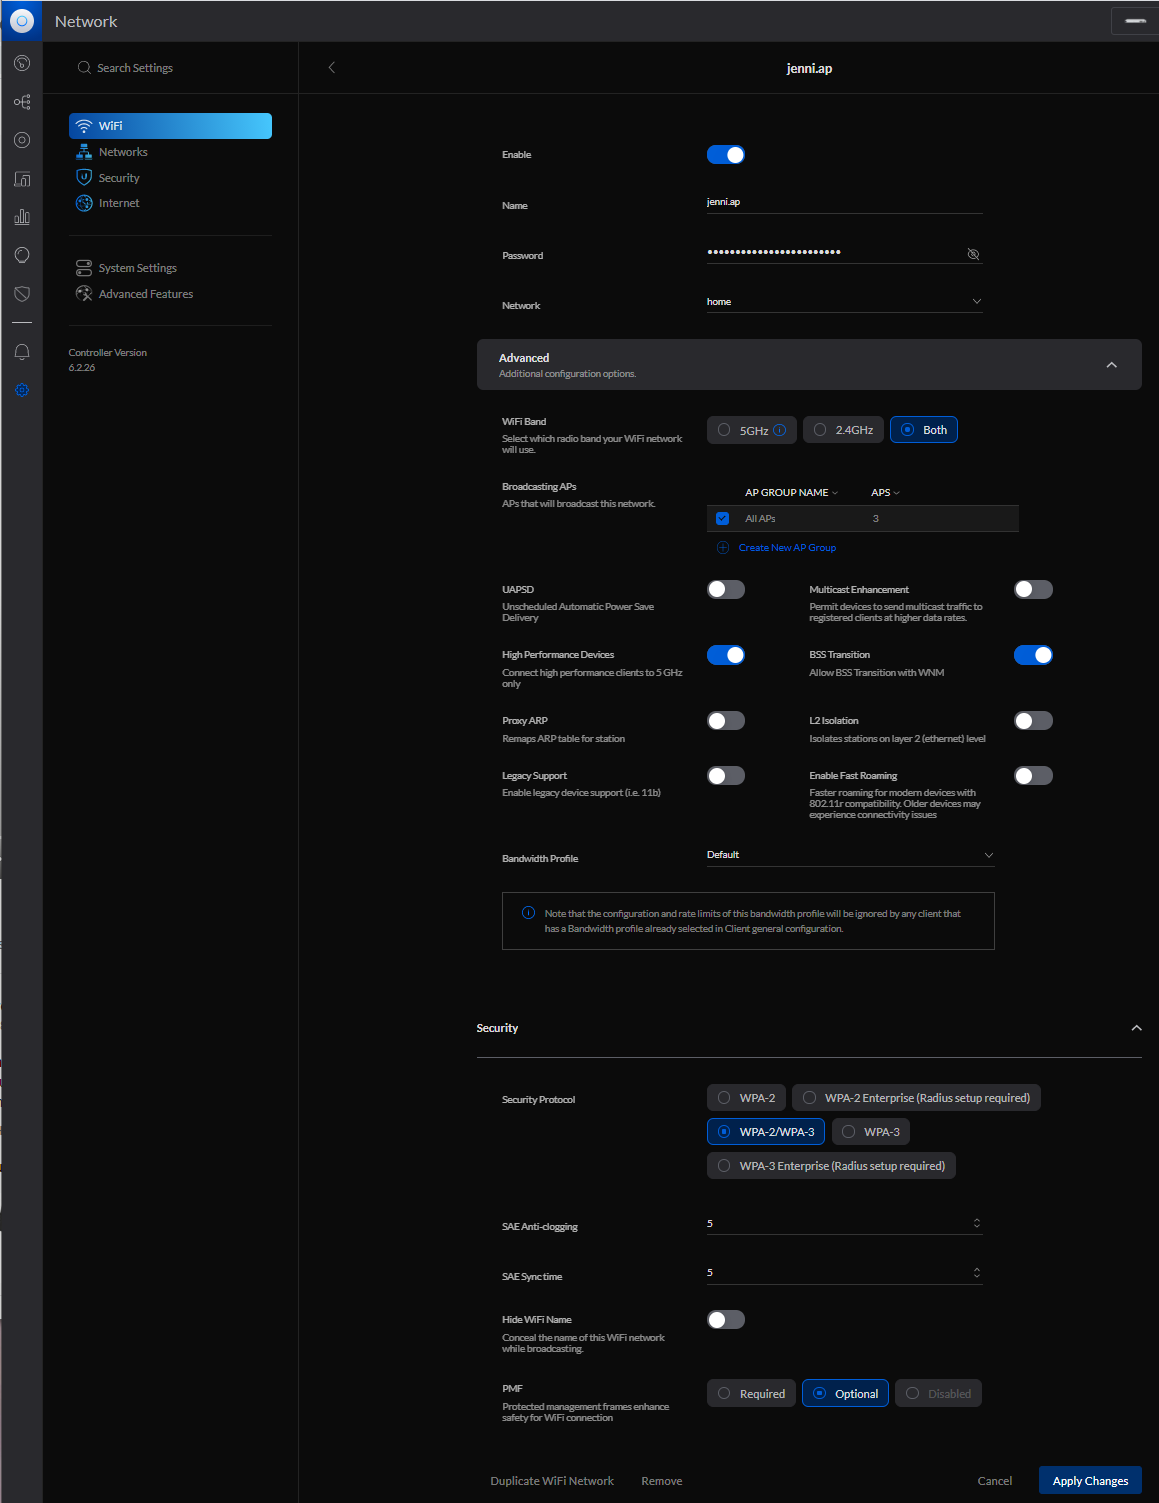 Network
Search Settings
jenni.ap
WiFi
Networks
Security
Internet
System Settings
Advanced Features
Controller Version
6.2.26
Enable
Name
jenni.ap
Password
••••••••••••••••••••••••
Network
home
Advanced
Additional configuration options.
WiFi Band
Select which radio band your WiFi network
will use.
5GHz
2.4GHz
Both
Broadcasting APs
APs that will broadcast this network.
AP GROUP NAME
APS
All APs
3
Create New AP Group
UAPSD
Unscheduled Automatic Power Save
Delivery
Multicast Enhancement
Permit devices to send multicast traffic to
registered clients at higher data rates.
High Performance Devices
Connect high performance clients to 5 GHz
only
BSS Transition
Allow BSS Transition with WNM
Proxy ARP
Remaps ARP table for station
L2 Isolation
Isolates stations on layer 2 (ethernet) level
Legacy Support
Enable legacy device support (i.e. 11b)
Enable Fast Roaming
Faster roaming for modern devices with
802.11r compatibility. Older devices may
experience connectivity issues
Bandwidth Profile
Default
Note that the configuration and rate limits of this bandwidth profile will be ignored by any client that
has a Bandwidth profile already selected in Client general configuration.
Security
Security Protocol
WPA-2
WPA-2 Enterprise (Radius setup required)
WPA-2/WPA-3
WPA-3
WPA-3 Enterprise (Radius setup required)
SAE Anti-clogging
5
SAE Sync time
5
Hide WiFi Name
Conceal the name of this WiFi network
while broadcasting.
PMF
Protected management frames enhance
safety for WiFi connection
Required
Optional
Disabled
Duplicate WiFi Network
Remove
Cancel
Apply Changes